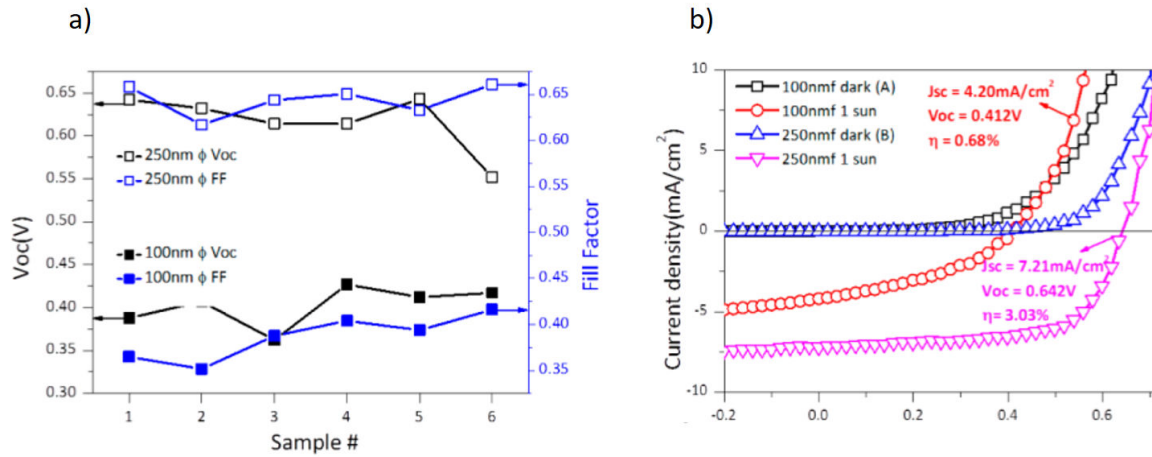 a)
Voc(V)
0.65
0.60
0.55
0.50
0.45
0.40
0.35
0.30
250nm ϕ Voc
250nm ϕ FF
100nm ϕ Voc
100nm ϕ FF
0.65
0.60
0.55
0.50
0.45
0.40
0.35
Fill Factor
1 2 3 4 5 6
Sample #
b)
Current density(mA/cm²)
10
5
0
-5
-10
100nmf dark (A)
100nmf 1 sun
250nmf dark (B)
250nmf 1 sun
Jsc = 4.20mA/cm²
Voc = 0.412V
η = 0.68%
Jsc = 7.21mA/cm²
Voc = 0.642V
η = 3.03%
-0.2 0.0 0.2 0.4 0.6